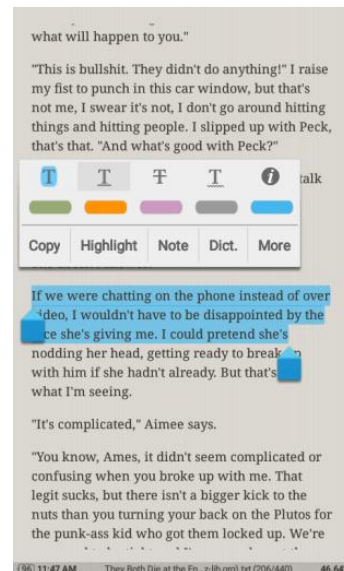 what will happen to you."
"This is bullshit. They didn't do anything!" I raise
my fist to punch in this car window, but that's
not me, I swear it's not, I don't go around hitting
things and hitting people. I slipped up with Peck,
that's that. "And what's good with Peck?"
T T T T i talk
Copy Highlight Note Dict. More
If we were chatting on the phone instead of over
video, I wouldn't have to be disappointed by the
she's giving me. I could pretend she's
nodding her head, getting ready to break
with him if she hadn't already. But that's
what I'm seeing.
"It's complicated," Aimee says.
"You know, Ames, it didn't seem complicated or
confusing when you broke up with me. That
legit sucks, but there isn't a bigger kick to the
nuts than you turning your back on the Plutos for
the punk-ass kid who got them locked up. We're
(96) 11:47 AM They Both Die at the En.. z-lib.org).txt (206/440) 46.64